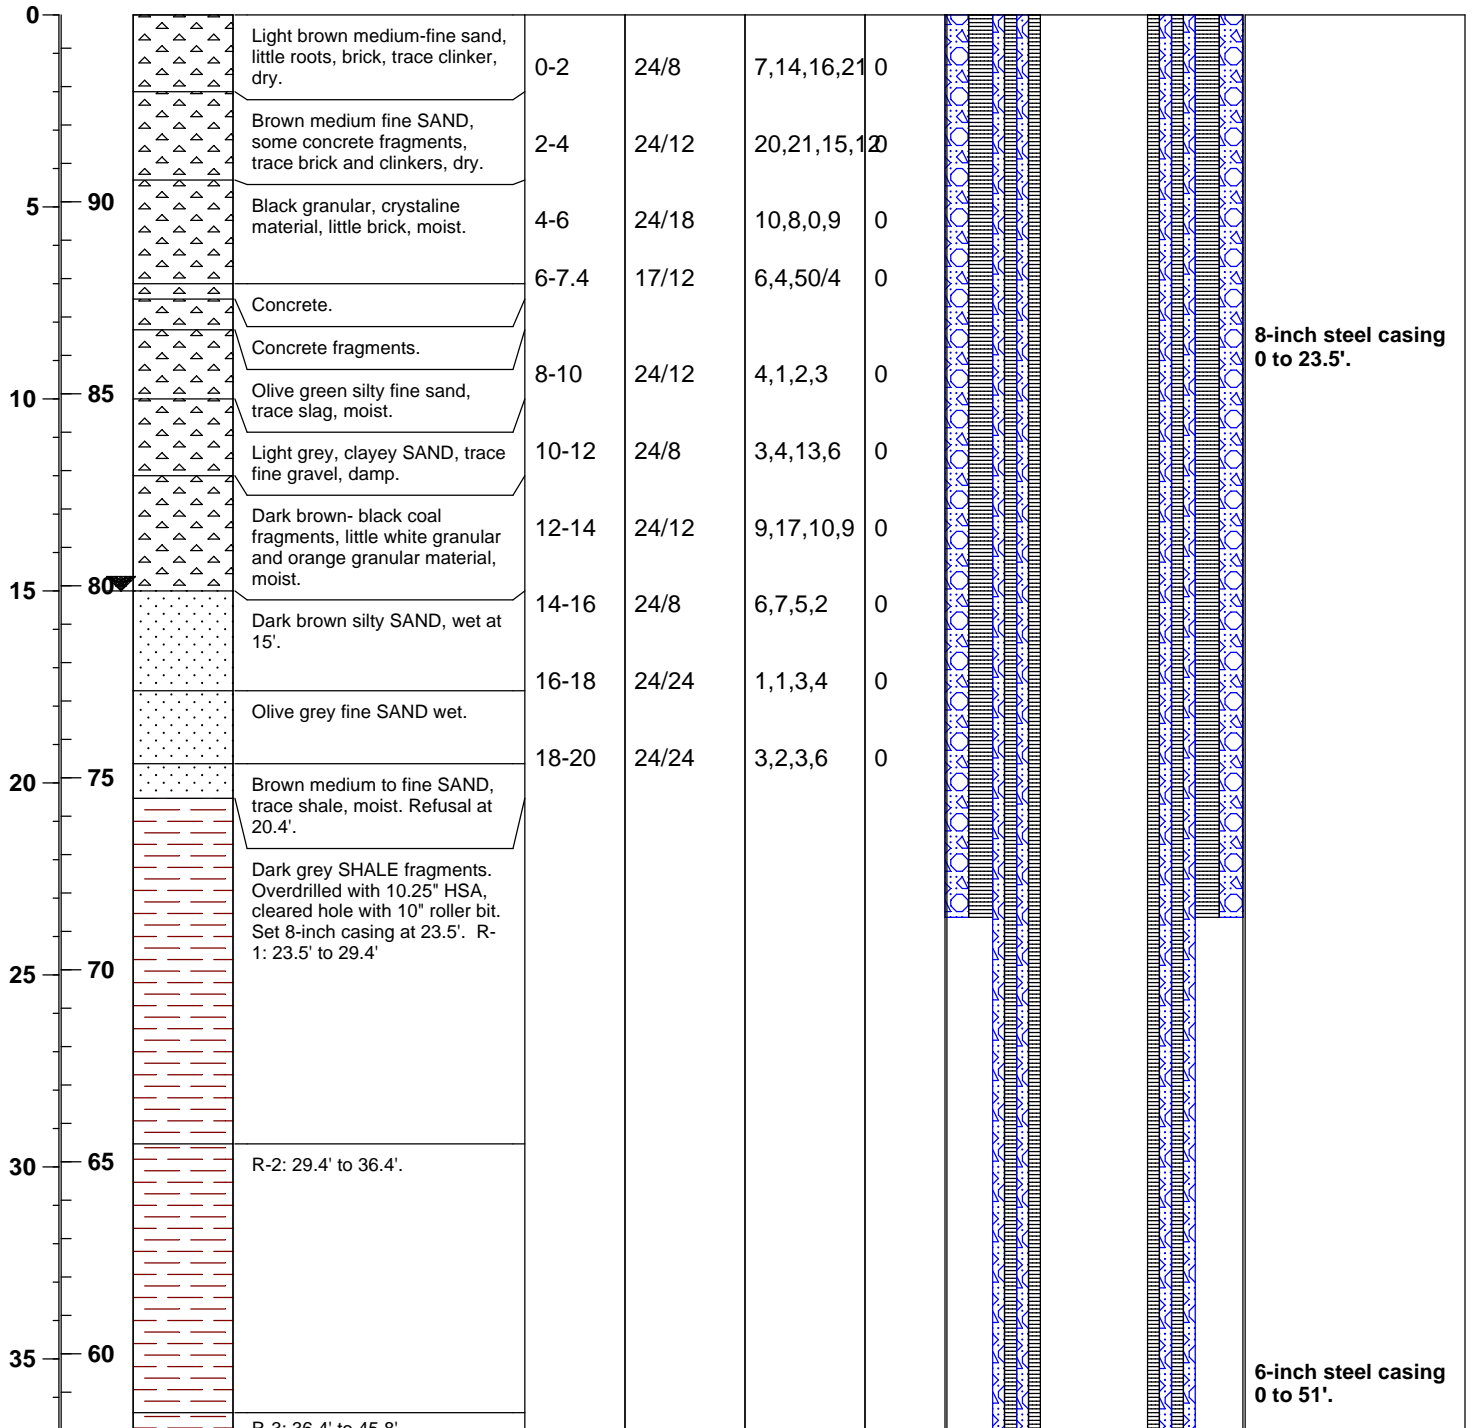 0
5
10
15
20
25
30
35
90
85
80
75
70
65
60
Light brown medium-fine sand,
little roots, brick, trace clinker,
dry.
Brown medium fine SAND,
some concrete fragments,
trace brick and clinkers, dry.
Black granular, crystaline
material, little brick, moist.
Concrete.
Concrete fragments.
Olive green silty fine sand,
trace slag, moist.
Light grey, clayey SAND, trace
fine gravel, damp.
Dark brown- black coal
fragments, little white granular
and orange granular material,
moist.
Dark brown silty SAND, wet at
15'.
Olive grey fine SAND wet.
Brown medium to fine SAND,
trace shale, moist. Refusal at
20.4'.
Dark grey SHALE fragments.
Overdrilled with 10.25" HSA,
cleared hole with 10" roller bit.
Set 8-inch casing at 23.5'. R-
1: 23.5' to 29.4'
R-2: 29.4' to 36.4'.
R-3: 36.4' to 45.8'
0-2 24/8 7,14,16,21 0
2-4 24/12 20,21,15,12 0
4-6 24/18 10,8,0,9 0
6-7.4 17/12 6,4,50/4 0
8-10 24/12 4,1,2,3 0
10-12 24/8 3,4,13,6 0
12-14 24/12 9,17,10,9 0
14-16 24/8 6,7,5,2 0
16-18 24/24 1,1,3,4 0
18-20 24/24 3,2,3,6 0
8-inch steel casing
0 to 23.5'.
6-inch steel casing
0 to 51'.